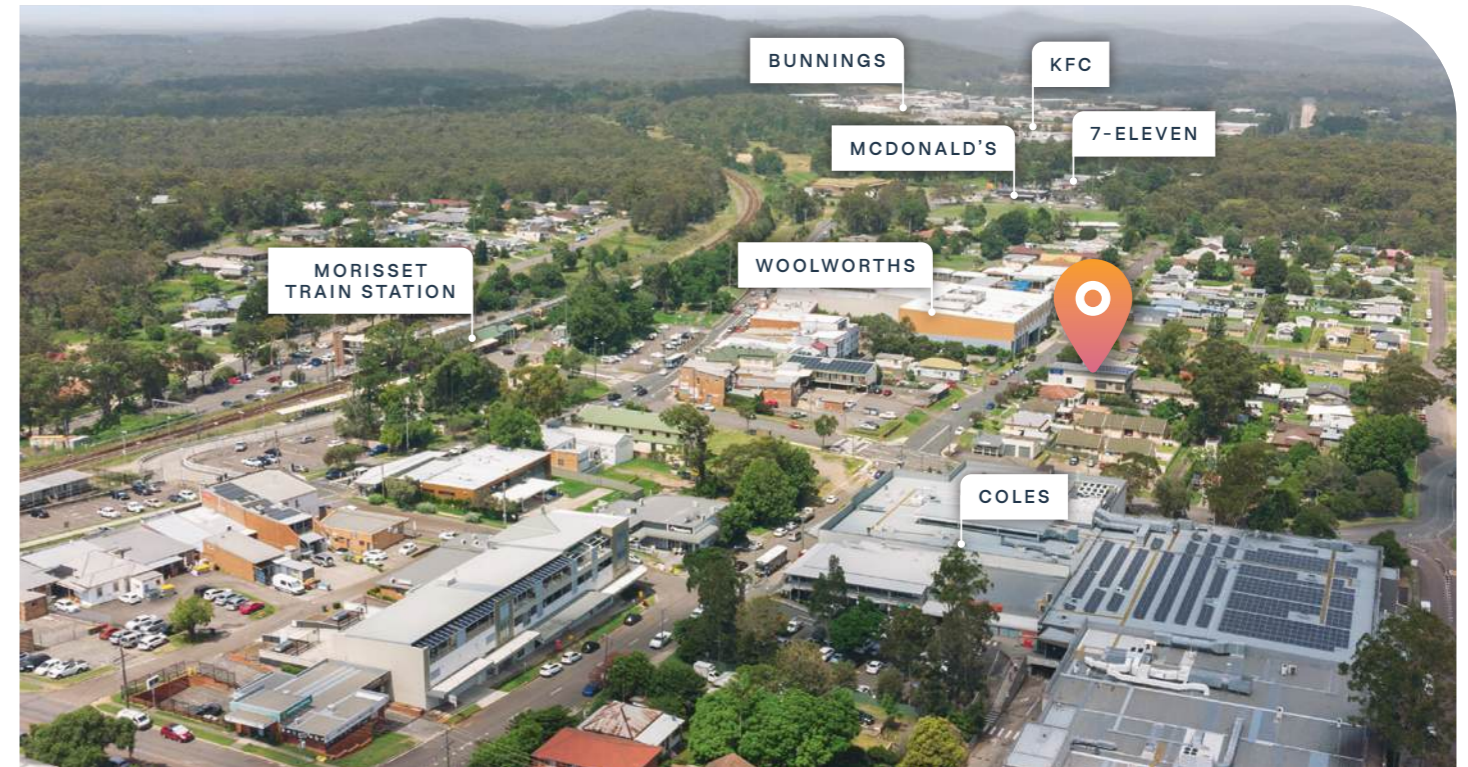 BUNNINGS
KFC
MCDONALD'S
7-ELEVEN
MORISSET
TRAIN STATION
WOOLWORTHS
COLES